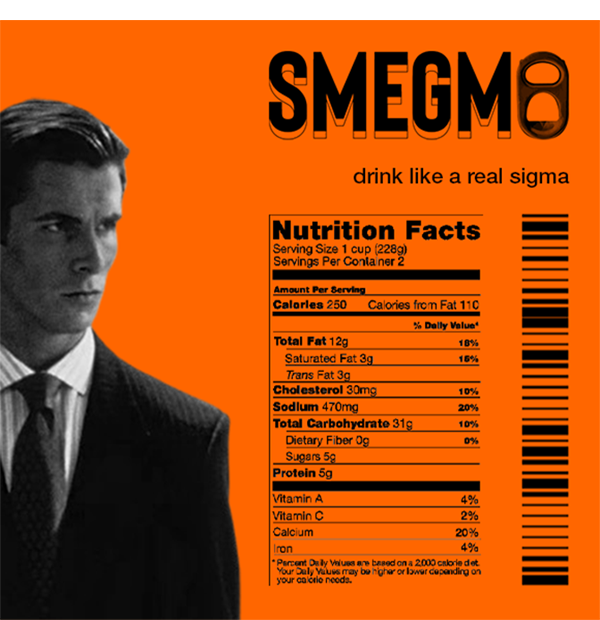 SMEGMO
drink like a real sigma
Nutrition Facts
Serving Size 1 cup (228g)
Servings Per Container 2
Amount Per Serving
Calories 250 Calories from Fat 110
% Daily Value*
Total Fat 12g 18%
Saturated Fat 3g 15%
Trans Fat 3g
Cholesterol 30mg 10%
Sodium 470mg 20%
Total Carbohydrate 31g 10%
Dietary Fiber 0g 0%
Sugars 5g
Protein 5g
Vitamin A 4%
Vitamin C 2%
Calcium 20%
Iron 4%
* Percent Daily Values are based on a 2,000 calorie diet.
Your Daily Values may be higher or lower depending on
your calorie needs.